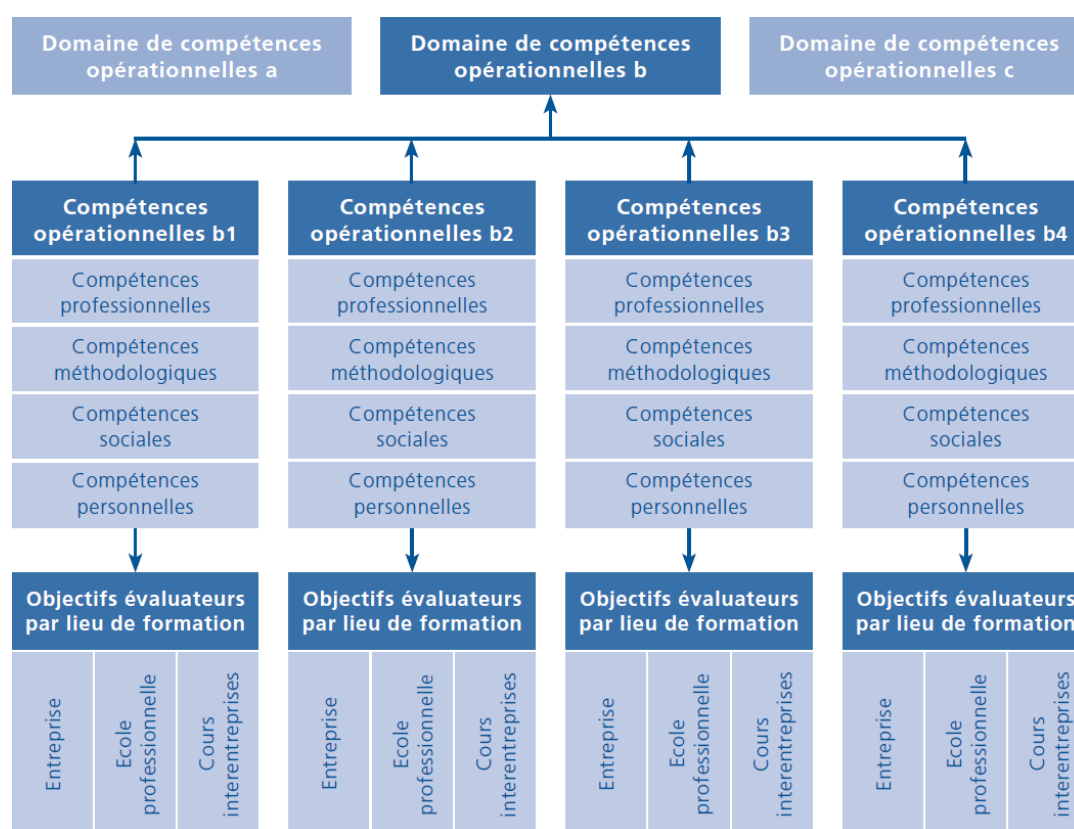 Domaine de compétences
opérationnelles a
Domaine de compétences
opérationnelles b
Domaine de compétences
opérationnelles c
Compétences
opérationnelles b1
Compétences
opérationnelles b2
Compétences
opérationnelles b3
Compétences
opérationnelles b4
Compétences
professionnelles
Compétences
professionnelles
Compétences
professionnelles
Compétences
professionnelles
Compétences
méthodologiques
Compétences
méthodologiques
Compétences
méthodologiques
Compétences
méthodologiques
Compétences
sociales
Compétences
sociales
Compétences
sociales
Compétences
sociales
Compétences
personnelles
Compétences
personnelles
Compétences
personnelles
Compétences
personnelles
Objectifs évaluateurs
par lieu de formation
Objectifs évaluateurs
par lieu de formation
Objectifs évaluateurs
par lieu de formation
Objectifs évaluateurs
par lieu de formation
Entreprise
Ecole
professionnelle
Cours
interentreprises
Entreprise
Ecole
professionnelle
Cours
interentreprises
Entreprise
Ecole
professionnelle
Cours
interentreprises
Entreprise
Ecole
professionnelle
Cours
interentreprises